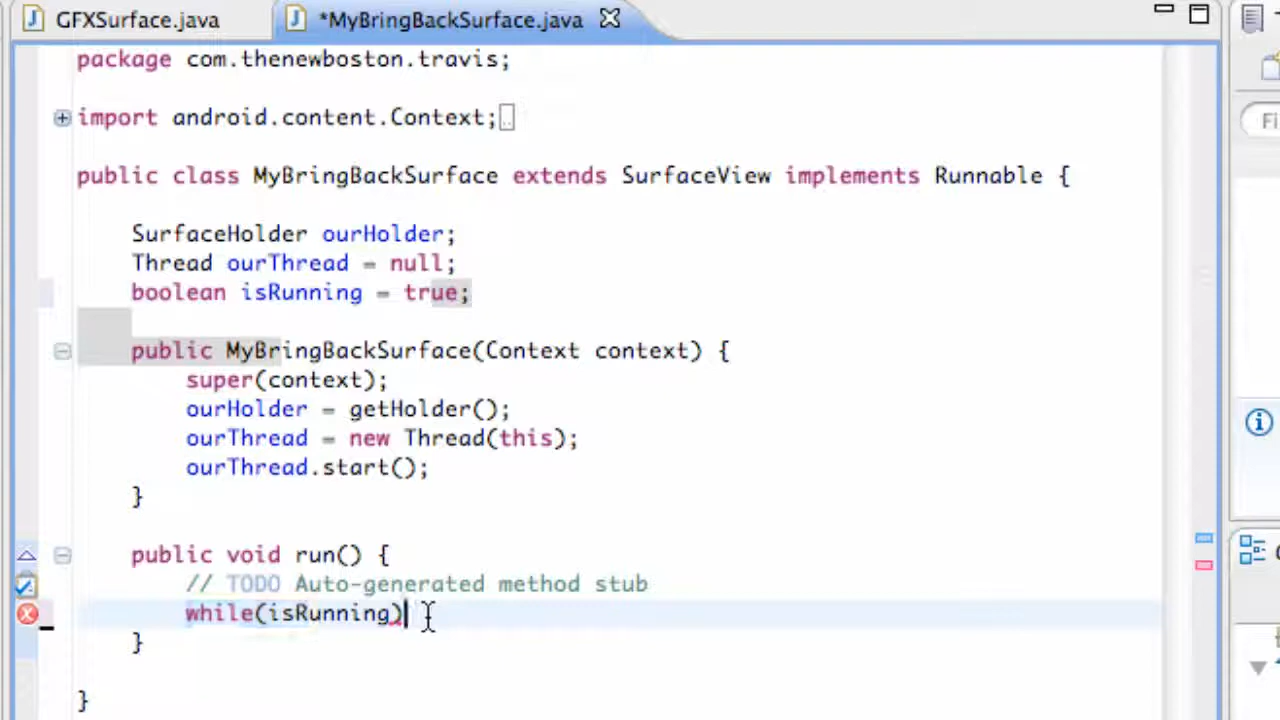 GFXSurface.java
*MyBringBackSurface.java
package com.thenewboston.travis;
import android.content.Context;
public class MyBringBackSurface extends SurfaceView implements Runnable {
SurfaceHolder ourHolder;
Thread ourThread = null;
boolean isRunning = true;
public MyBringBackSurface(Context context) {
super(context);
ourHolder = getHolder();
ourThread = new Thread(this);
ourThread.start();
}
public void run() {
// TODO Auto-generated method stub
while(isRunning)
}
}
Fi